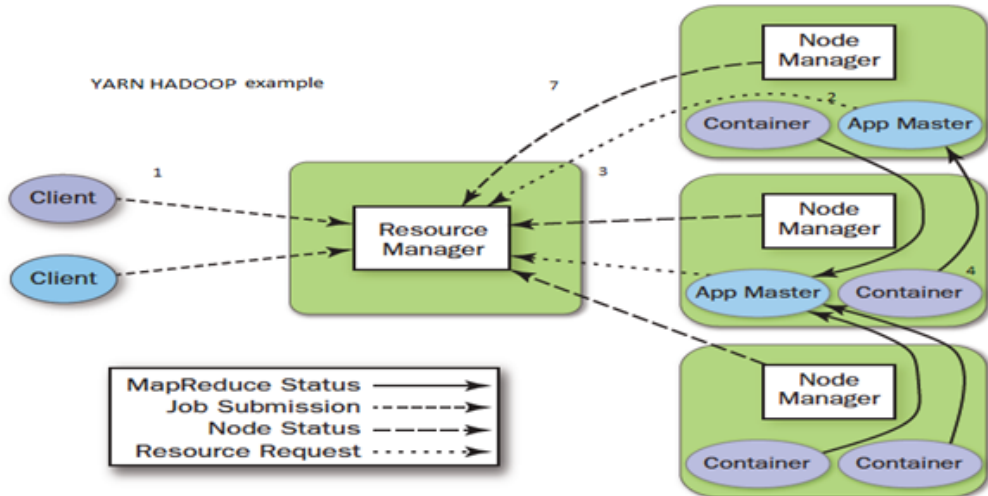 YARN HADOOP example
Node
Manager
7
2
Container
App Master
1
3
Client
Resource
Manager
Node
Manager
Client
4
App Master
Container
Node
Manager
MapReduce Status
Job Submission
Node Status
Resource Request
Container
Container